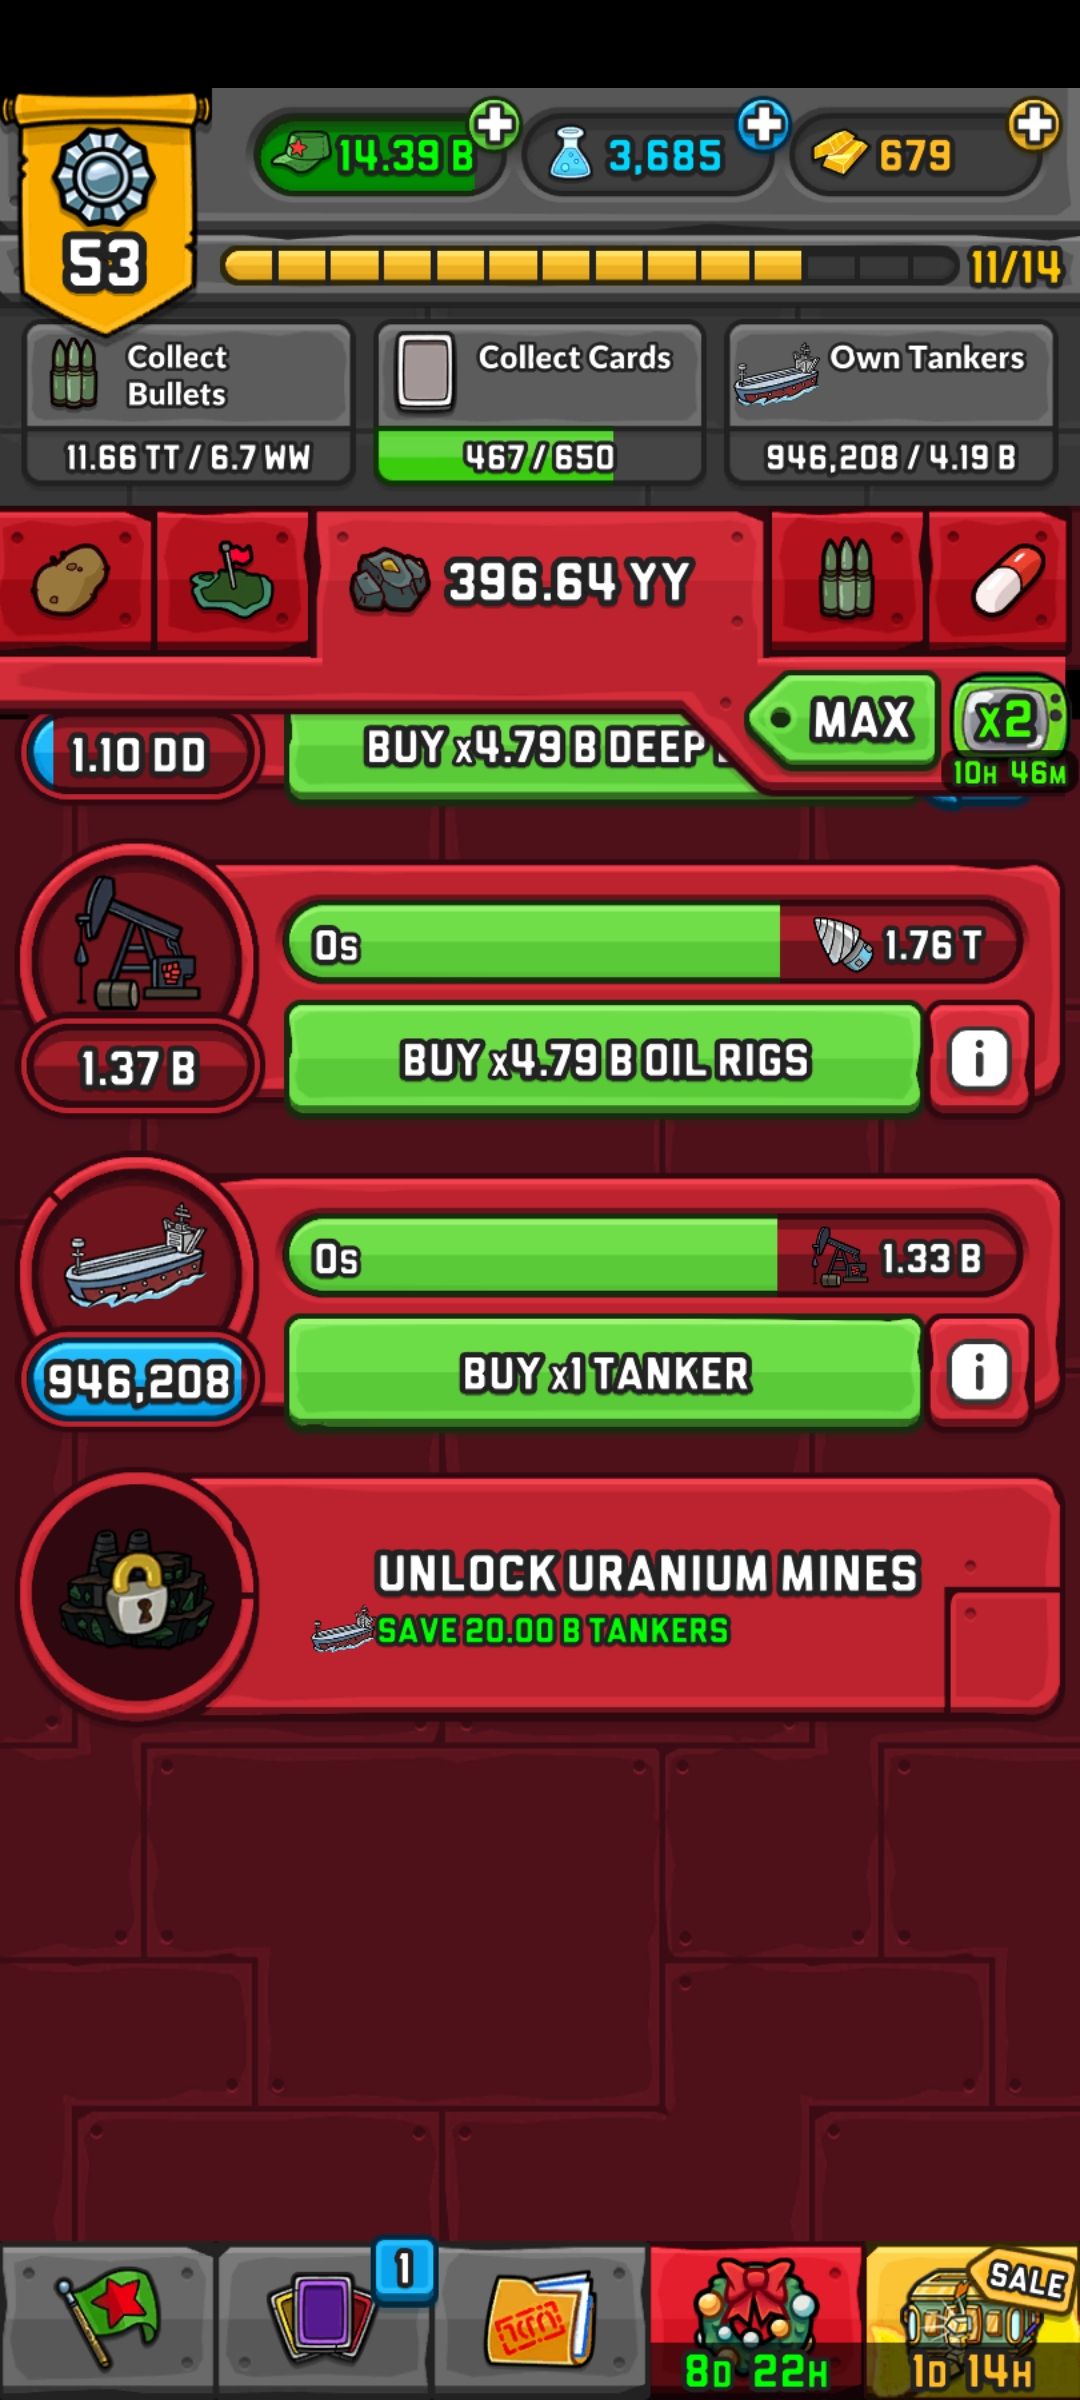 14.39 B
3,685
679
53
11/14
Collect
Bullets
Collect Cards
Own Tankers
11.66 TT / 6.7 WW
467/650
946,208 / 4.19 B
396.64 YY
MAX
x2
10H 46M
1.10 DD
BUY x4.79 B DEEP
0s
1.76 T
1.37 B
BUY x4.79 B OIL RIGS
i
0s
1.33 B
946,208
BUY x1 TANKER
i
UNLOCK URANIUM MINES
SAVE 20.00 B TANKERS
1
SALE
8D 22H
1D 14H